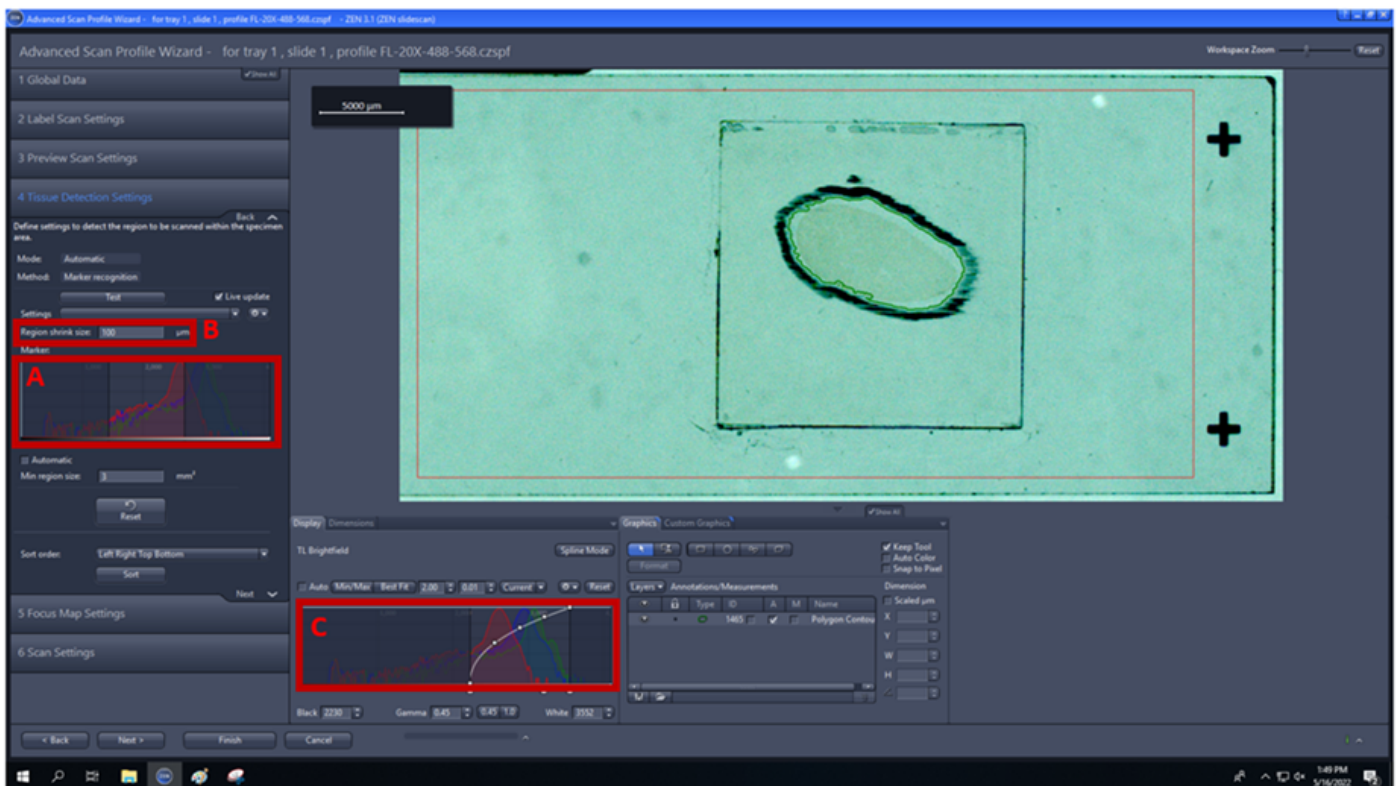 Advanced Scan Profile Wizard - for tray 1 , slide 1 , profile FL-20X-488-568.czspf - ZEN 3.1 (ZEN slidescan)
Advanced Scan Profile Wizard - for tray 1 , slide 1 , profile FL-20X-488-568.czspf
Workspace Zoom
Reset
1 Global Data
Show All
2 Label Scan Settings
3 Preview Scan Settings
4 Tissue Detection Settings
Back
Define settings to detect the region to be scanned within the specimen
area.
Mode: Automatic
Method: Marker recognition
Test
Live update
Settings
Region shrink size: 100 µm
B
Marker:
A
2,000
Automatic
Min region size: 3 mm²
Reset
Sort order: Left Right Top Bottom
Sort
Next
5 Focus Map Settings
6 Scan Settings
5000 µm
Show All
Display Dimensions
TL Brightfield
Spline Mode
Auto Min/Max Best Fit 2.00 0.01 Current Reset
C
Black 2230 Gamma 0.45 0.45 1.0 White 3552
Graphics Custom Graphics
Keep Tool
Auto Color
Snap to Pixel
Format
Layers Annotations/Measurements
Type ID A M Name
1465 Polygon Contou
Dimension
Scaled µm
X
Y
W
H
< Back Next > Finish Cancel
ZEN
1:49 PM
5/16/2022